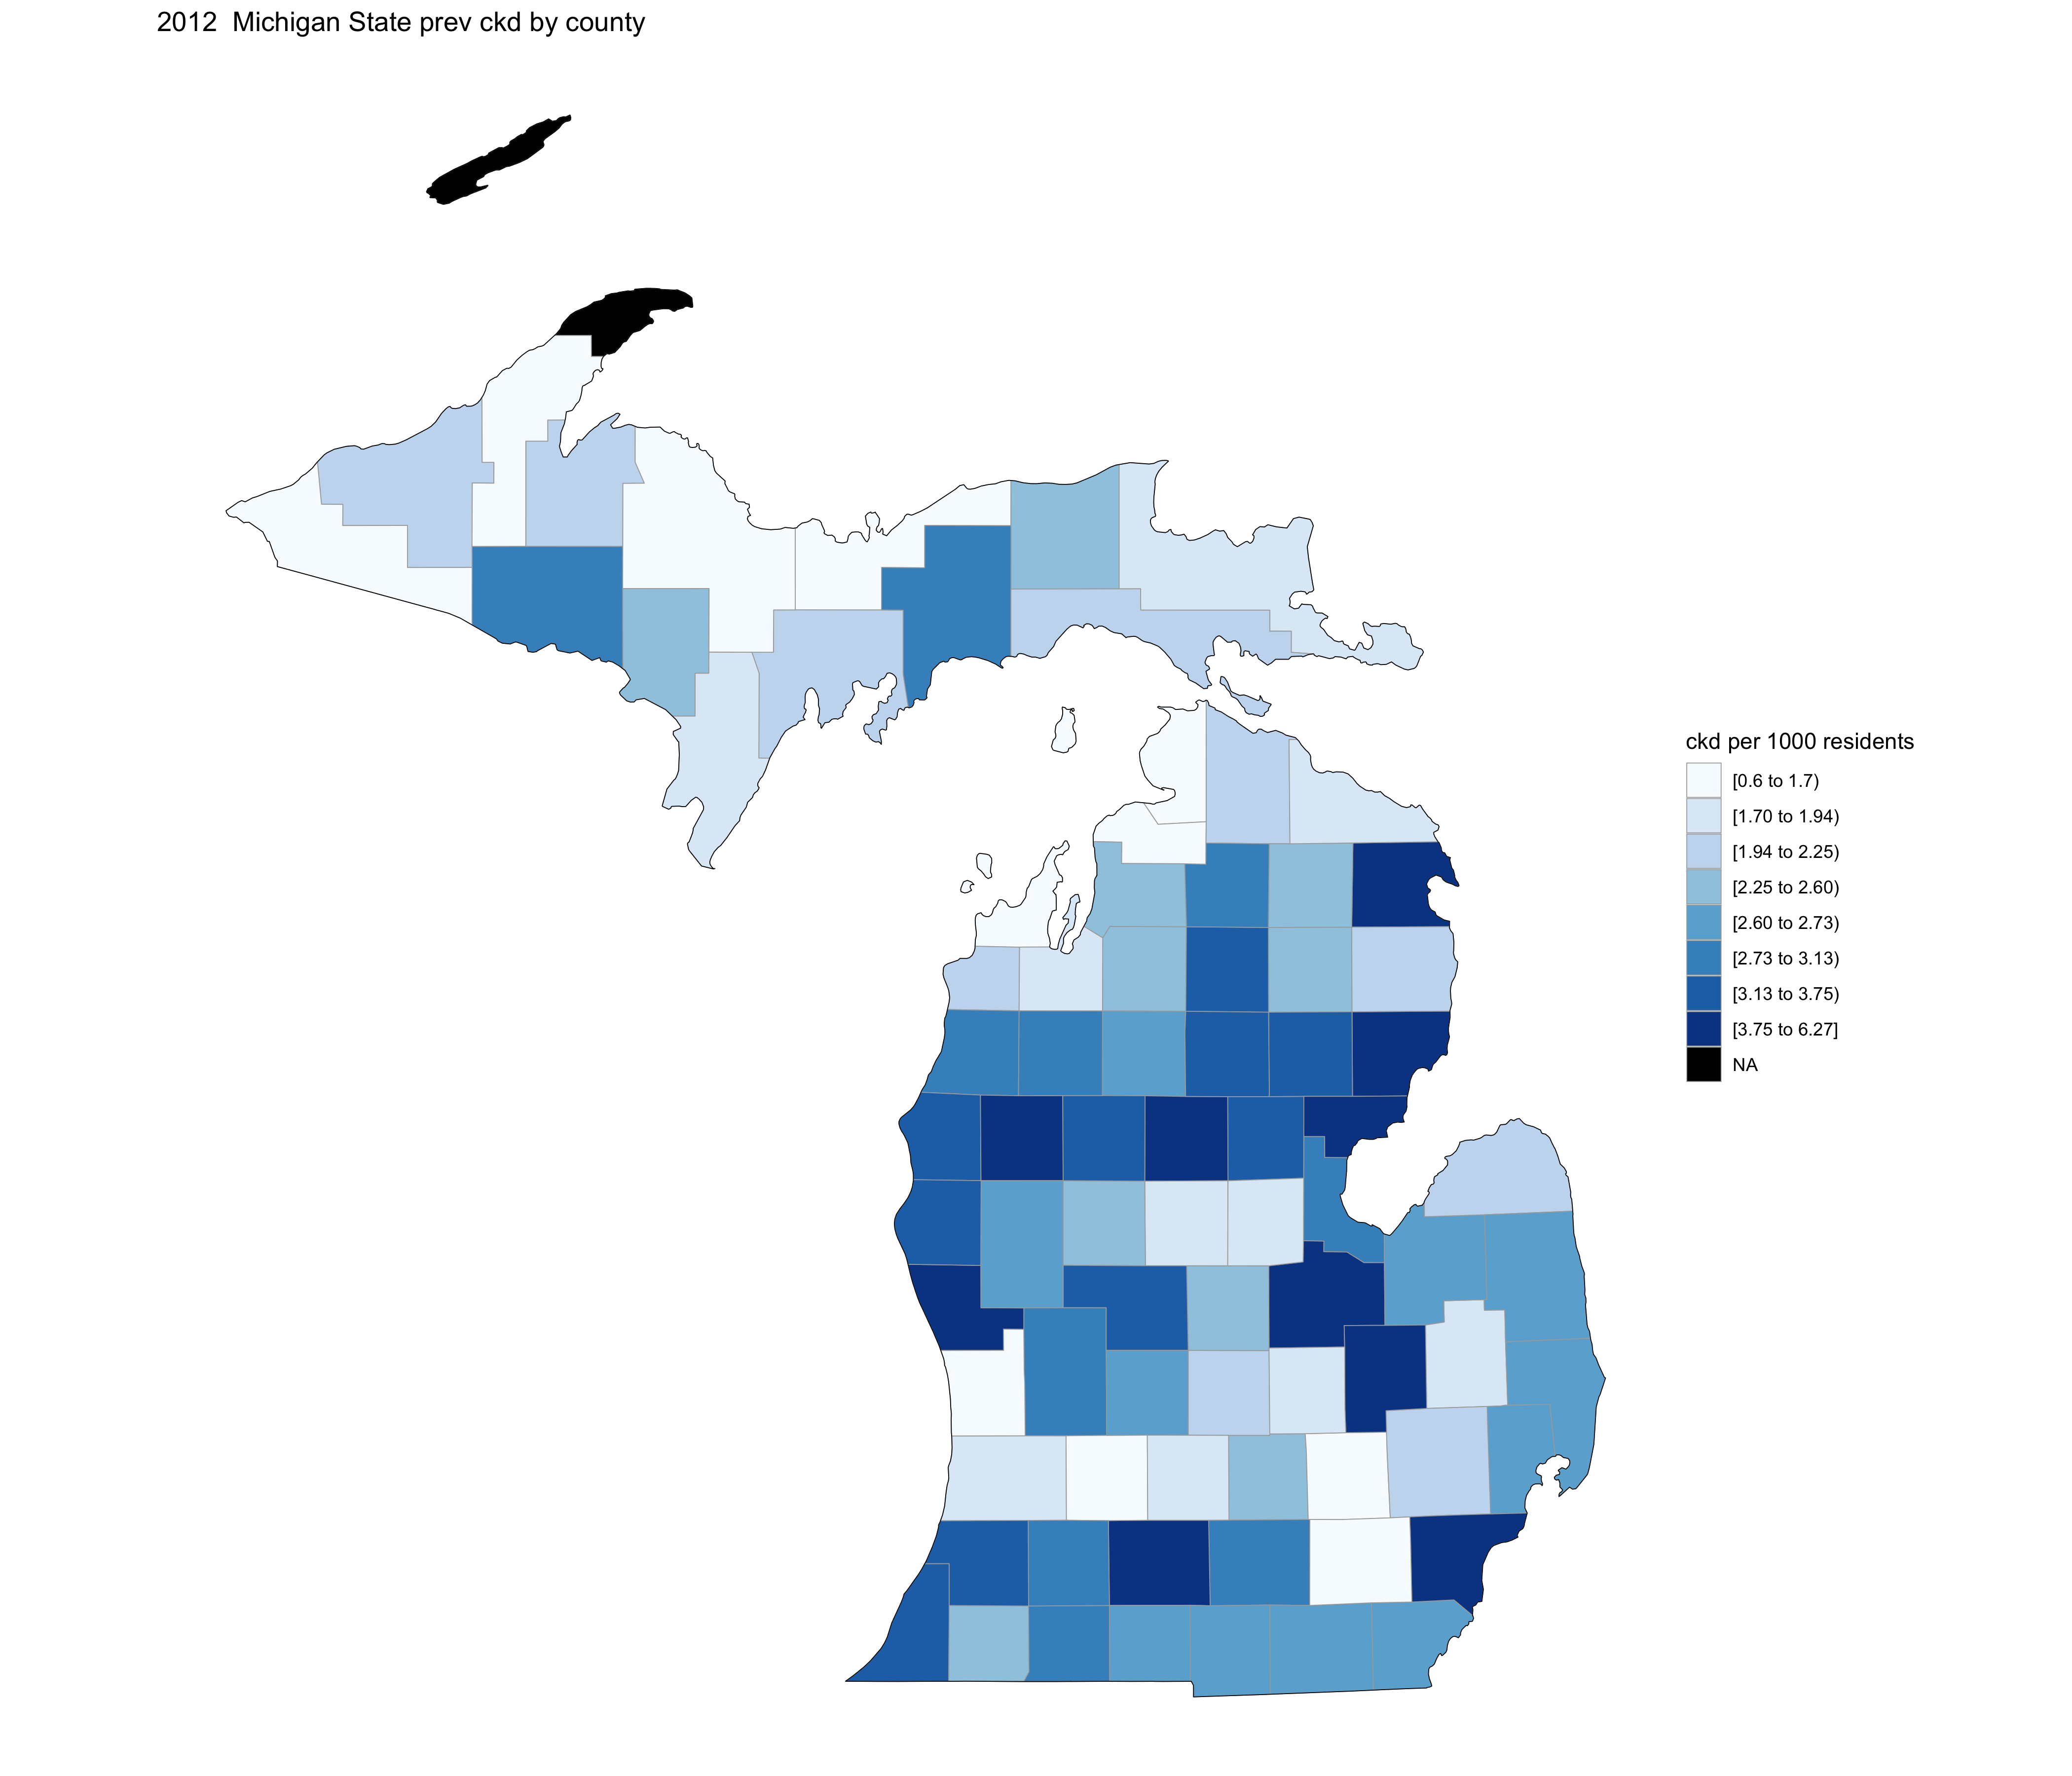 2012  Michigan State prev ckd by county
ckd per 1000 residents
[0.6 to 1.7)
[1.70 to 1.94)
[1.94 to 2.25)
[2.25 to 2.60)
[2.60 to 2.73)
[2.73 to 3.13)
[3.13 to 3.75)
[3.75 to 6.27]
NA